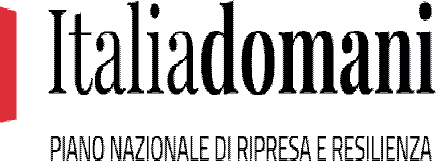 Italiadomani
PIANO NAZIONALE DI RIPRESA E RESILIENZA